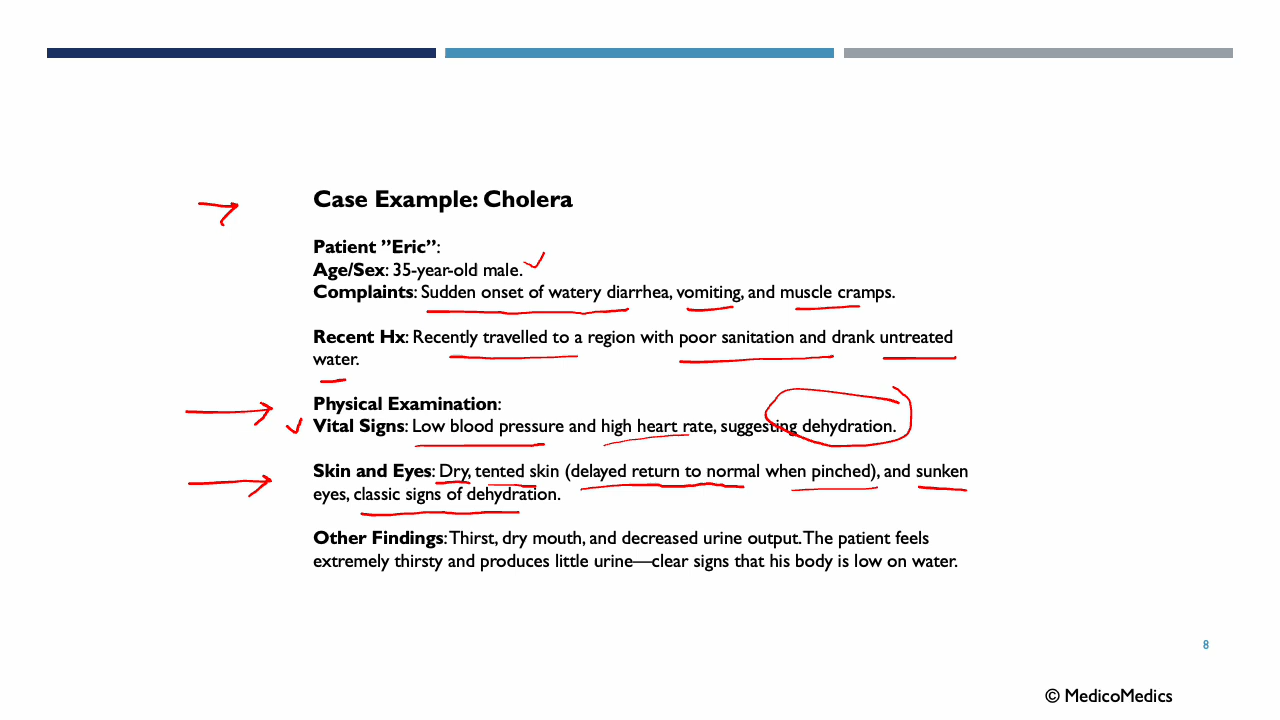 Case Example: Cholera
Patient ”Eric”:
Age/Sex: 35-year-old male.
Complaints: Sudden onset of watery diarrhea, vomiting, and muscle cramps.
Recent Hx: Recently travelled to a region with poor sanitation and drank untreated
water.
Physical Examination:
Vital Signs: Low blood pressure and high heart rate, suggesting dehydration.
Skin and Eyes: Dry, tented skin (delayed return to normal when pinched), and sunken
eyes, classic signs of dehydration.
Other Findings: Thirst, dry mouth, and decreased urine output. The patient feels
extremely thirsty and produces little urine—clear signs that his body is low on water.
8
© MedicoMedics